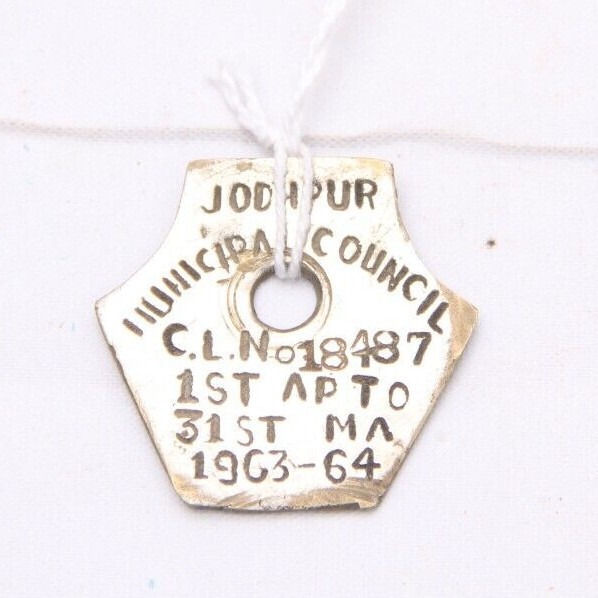 JODHPUR
MUNICIPAL COUNCIL
C.L.No 18487
1ST AP TO
31ST MA
1963-64